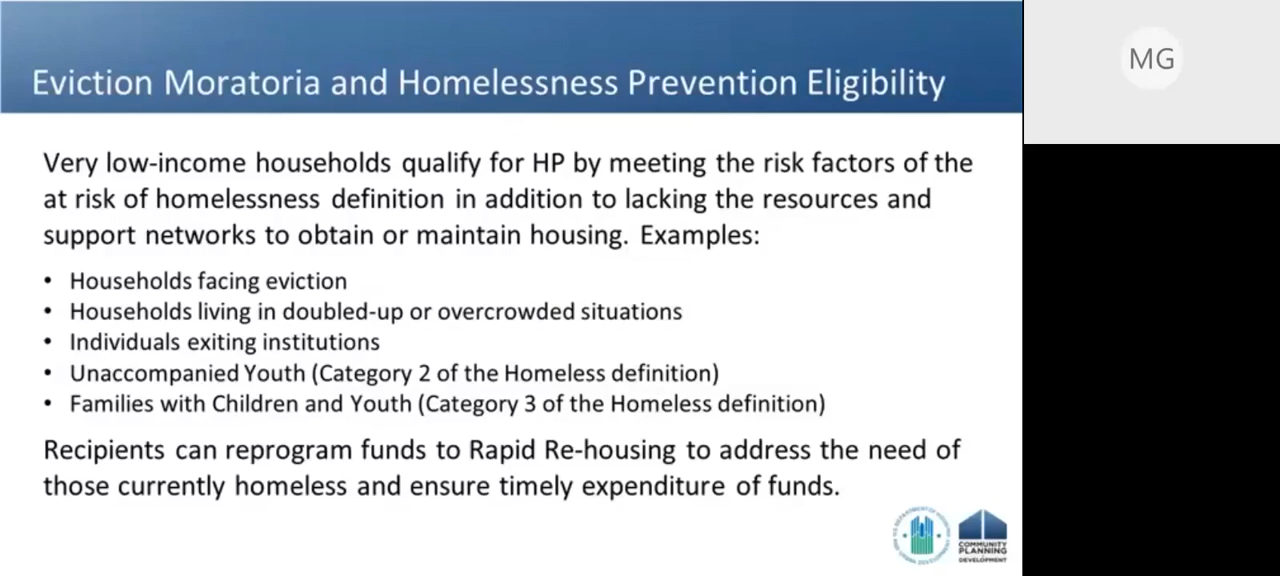 Eviction Moratoria and Homelessness Prevention Eligibility
MG
Very low-income households qualify for HP by meeting the risk factors of the
at risk of homelessness definition in addition to lacking the resources and
support networks to obtain or maintain housing. Examples:
• Households facing eviction
• Households living in doubled-up or overcrowded situations
• Individuals exiting institutions
• Unaccompanied Youth (Category 2 of the Homeless definition)
• Families with Children and Youth (Category 3 of the Homeless definition)
Recipients can reprogram funds to Rapid Re-housing to address the need of
those currently homeless and ensure timely expenditure of funds.
COMMUNITY
PLANNING
DEVELOPMENT